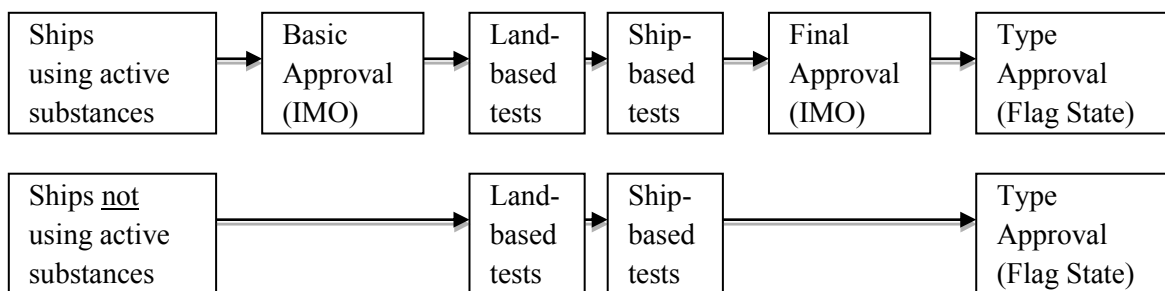 Ships
using active
substances
Basic
Approval
(IMO)
Land-
based
tests
Ship-
based
tests
Final
Approval
(IMO)
Type
Approval
(Flag State)
Ships not
using active
substances
Land-
based
tests
Ship-
based
tests
Type
Approval
(Flag State)